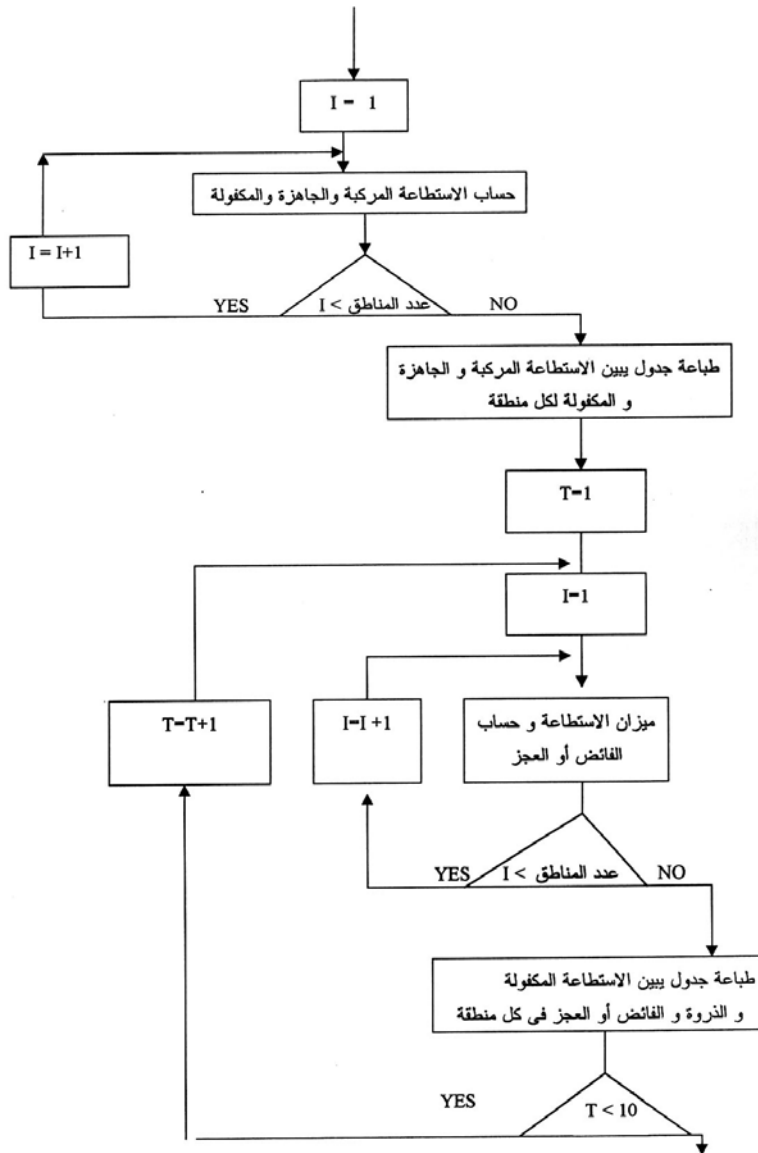 I = 1
حساب الاستطاعة المركبة والجاهزة والمكفولة
I = I+1
YES
I < عدد المناطق
NO
طباعة جدول يبين الاستطاعة المركبة و الجاهزة
و المكفولة لكل منطقة
T=1
I=1
T=T+1
I=I +1
ميزان الاستطاعة و حساب
الفائض أو العجز
YES
I < عدد المناطق
NO
طباعة جدول يبين الاستطاعة المكفولة
و الذروة و الفائض أو العجز في كل منطقة
YES
T < 10